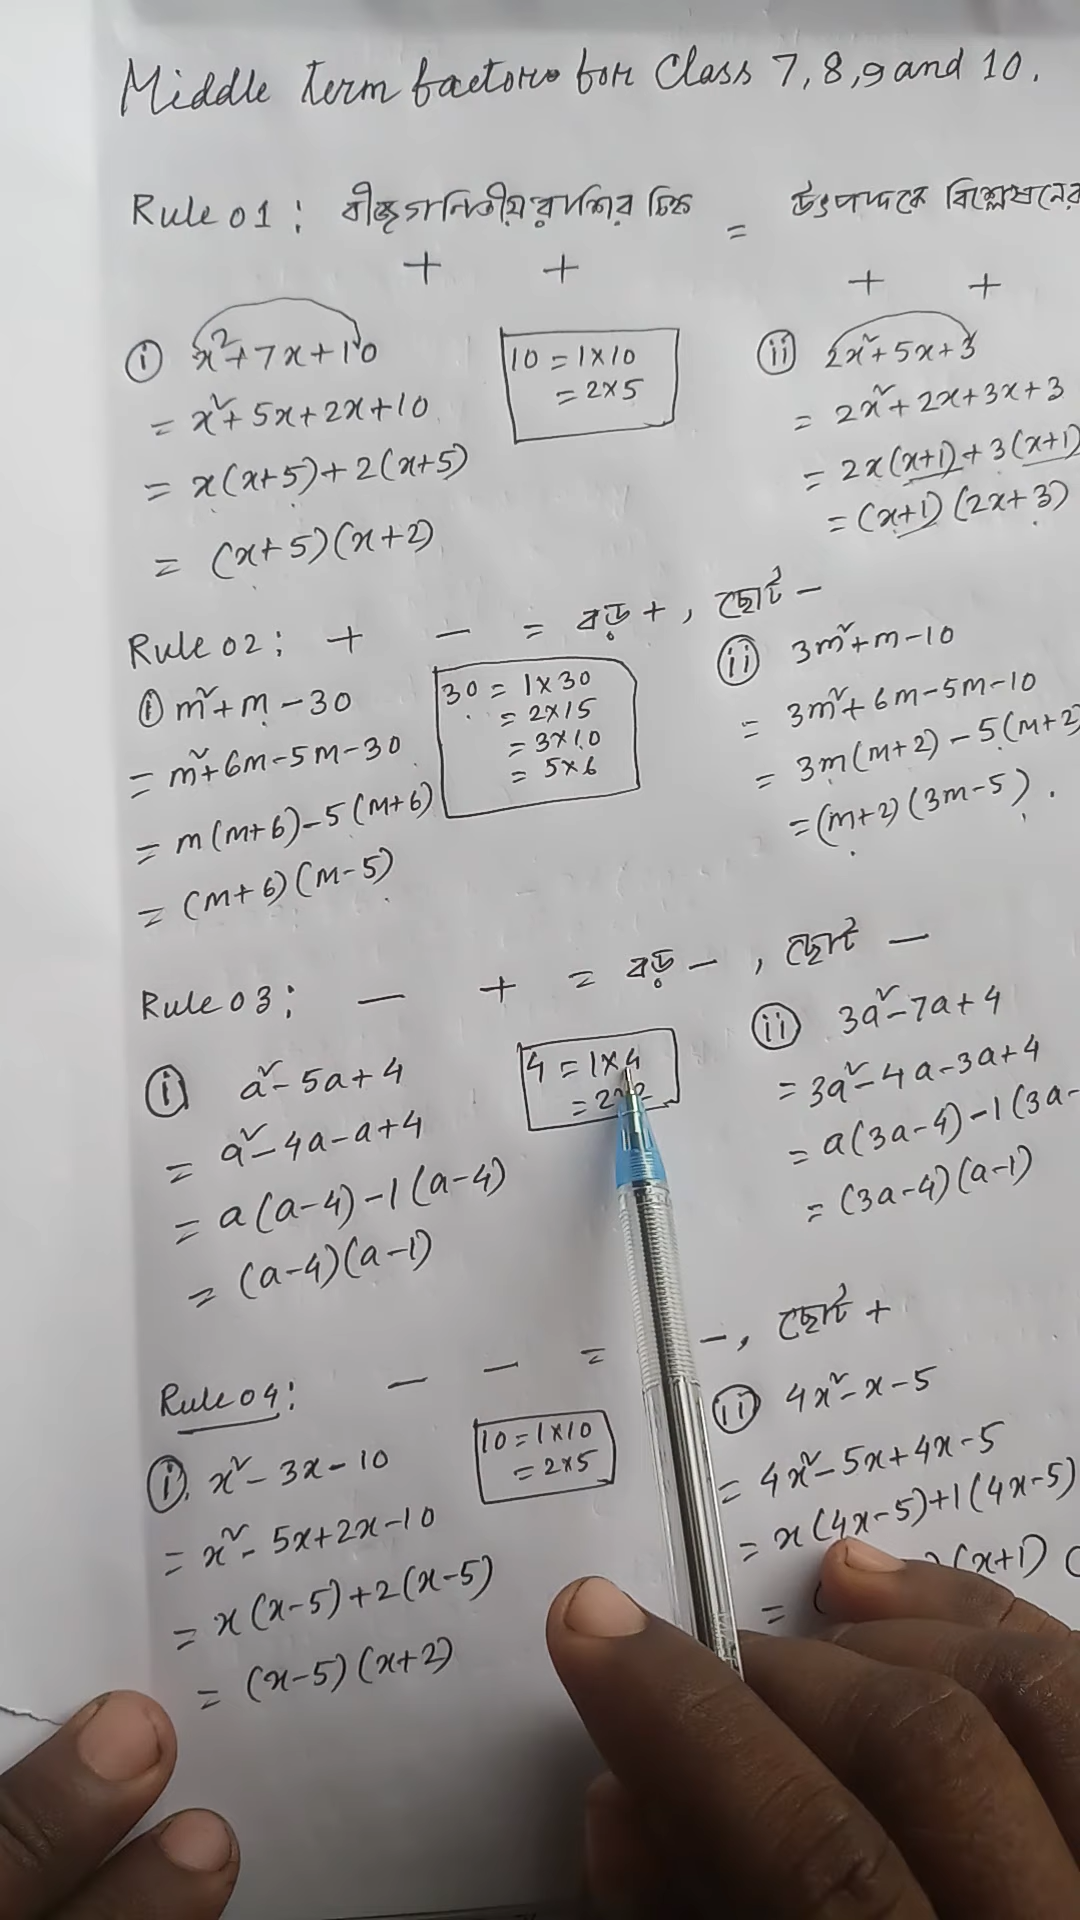 Middle term factors for Class 7, 8, 9 and 10.
Rule 01: বীজগানিতীয় রাশির চিহ্ন = উৎপাদকে বিশ্লেষনের
+ + + +
(i) x²+7x+10
= x²+5x+2x+10
= x(x+5)+2(x+5)
= (x+5)(x+2)
10 = 1×10
= 2×5
(ii) 2x²+5x+3
= 2x²+2x+3x+3
= 2x(x+1)+3(x+1)
= (x+1)(2x+3)
Rule 02: + − = বড় +, ছোট −
(i) m²+m−30
= m²+6m−5m−30
= m(m+6)−5(m+6)
= (m+6)(m−5)
30 = 1×30
= 2×15
= 3×10
= 5×6
(ii) 3m²+m−10
= 3m²+6m−5m−10
= 3m(m+2)−5(m+2)
= (m+2)(3m−5).
Rule 03: − + = বড় −, ছোট −
(i) a²−5a+4
= a²−4a−a+4
= a(a−4)−1(a−4)
= (a−4)(a−1)
4 = 1×4
= 2×2
(ii) 3a²−7a+4
= 3a²−4a−3a+4
= a(3a−4)−1(3a−
= (3a−4)(a−1)
Rule 04: − − = −, ছোট +
(i) x²−3x−10
= x²−5x+2x−10
= x(x−5)+2(x−5)
= (x−5)(x+2)
10 = 1×10
= 2×5
(ii) 4x²−x−5
= 4x²−5x+4x−5
= x(4x−5)+1(4x−5)
= ( (x+1)